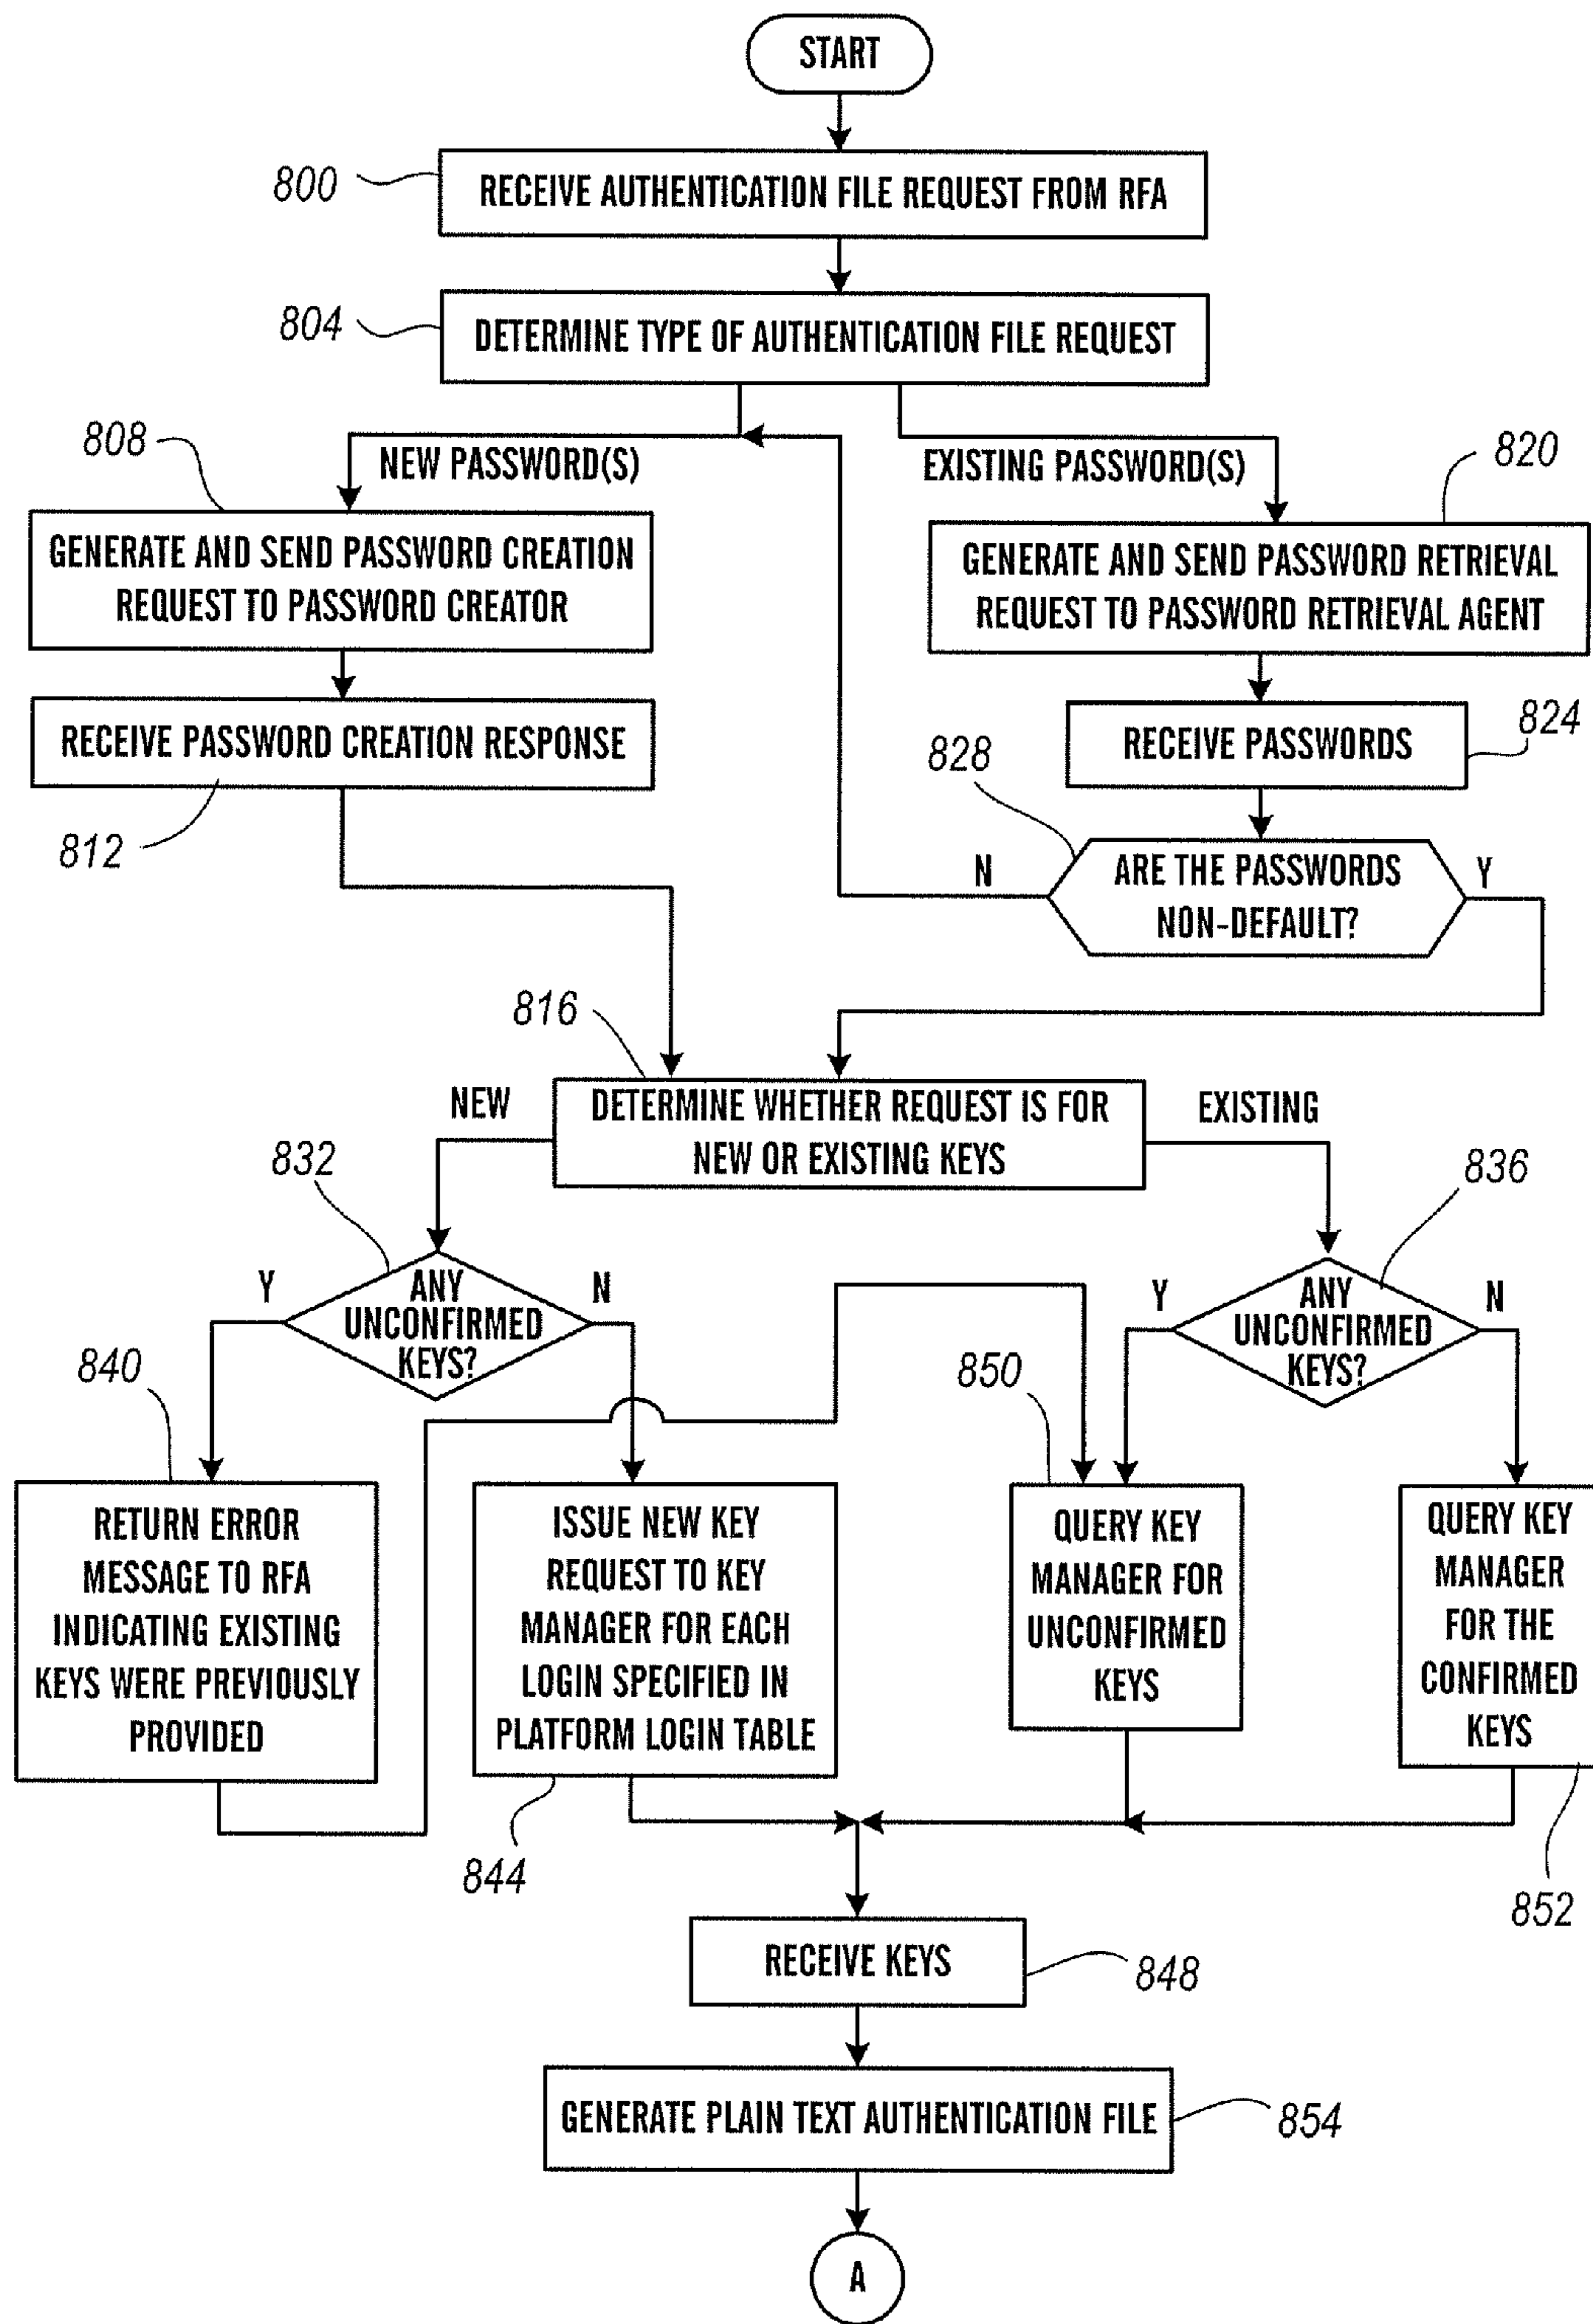 START
800
RECEIVE AUTHENTICATION FILE REQUEST FROM RFA
804
DETERMINE TYPE OF AUTHENTICATION FILE REQUEST
808
NEW PASSWORD(S)
EXISTING PASSWORD(S)
820
GENERATE AND SEND PASSWORD CREATION
REQUEST TO PASSWORD CREATOR
GENERATE AND SEND PASSWORD RETRIEVAL
REQUEST TO PASSWORD RETRIEVAL AGENT
RECEIVE PASSWORD CREATION RESPONSE
812
RECEIVE PASSWORDS
824
828
N
ARE THE PASSWORDS
NON-DEFAULT?
Y
816
NEW
DETERMINE WHETHER REQUEST IS FOR
NEW OR EXISTING KEYS
EXISTING
832
836
Y
ANY
UNCONFIRMED
KEYS?
N
Y
ANY
UNCONFIRMED
KEYS?
N
840
850
RETURN ERROR
MESSAGE TO RFA
INDICATING EXISTING
KEYS WERE PREVIOUSLY
PROVIDED
ISSUE NEW KEY
REQUEST TO KEY
MANAGER FOR EACH
LOGIN SPECIFIED IN
PLATFORM LOGIN TABLE
QUERY KEY
MANAGER FOR
UNCONFIRMED
KEYS
QUERY KEY
MANAGER
FOR THE
CONFIRMED
KEYS
844
852
RECEIVE KEYS
848
GENERATE PLAIN TEXT AUTHENTICATION FILE
854
A